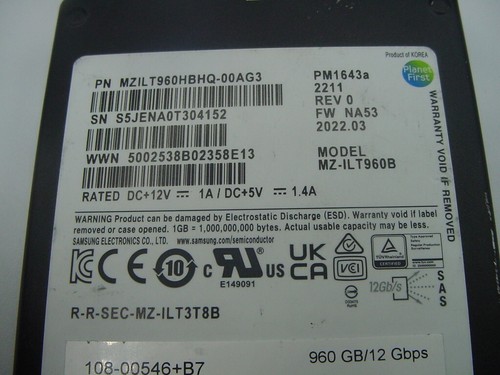 Product of KOREA
Planet First
PN MZILT960HBHQ-00AG3
PM1643a
2211
REV 0
FW NA53
2022.03
SN S5JENA0T304152
WWN 5002538B02358E13
MODEL
MZ-ILT960B
RATED DC+12V ⎓ 1A / DC+5V ⎓ 1.4A
WARRANTY VOID IF REMOVED
WARNING Product can be damaged by Electrostatic Discharge (ESD). Warranty void if label
removed or case opened. 1GB = 1,000,000,000 bytes. Actual usable capacity may be less.
SAMSUNG ELECTRONICS CO., LTD. www.samsung.com/semiconductor
10
c RU® US
E149091
UK
CA
VCI
TÜVRheinland
CERTIFIED
12Gb/s
SAS
R-R-SEC-MZ-ILT3T8B
108-00546+B7
960 GB/12 Gbps